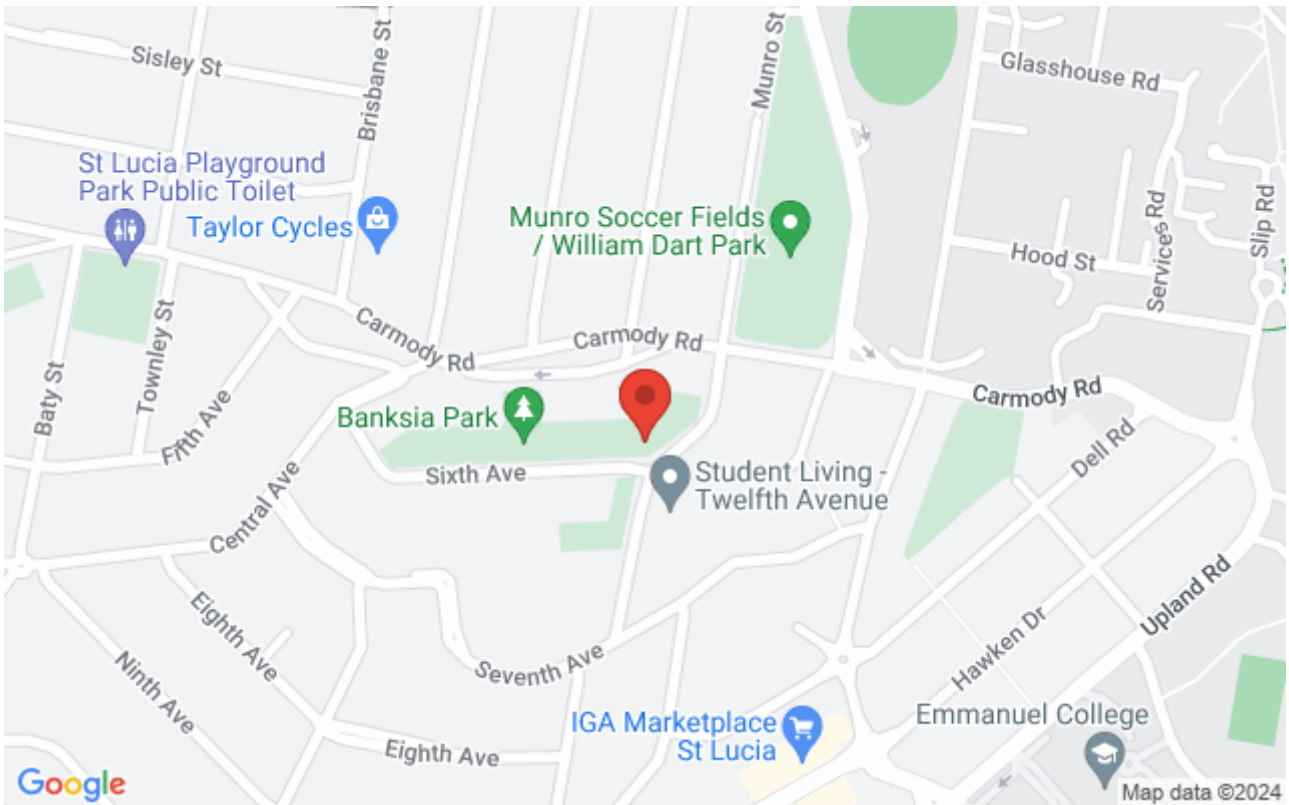 Sisley St
Brisbane St
Munro St
Glasshouse Rd
St Lucia Playground
Park Public Toilet
Taylor Cycles
Munro Soccer Fields
/ William Dart Park
Hood St
Services Rd
Slip Rd
Carmody Rd
Carmody Rd
Carmody Rd
Baty St
Townley St
Fifth Ave
Banksia Park
Sixth Ave
Student Living -
Twelfth Avenue
Dell Rd
Central Ave
Eighth Ave
Ninth Ave
Seventh Ave
Eighth Ave
Hawken Dr
Upland Rd
IGA Marketplace
St Lucia
Emmanuel College
Google
Map data ©2024